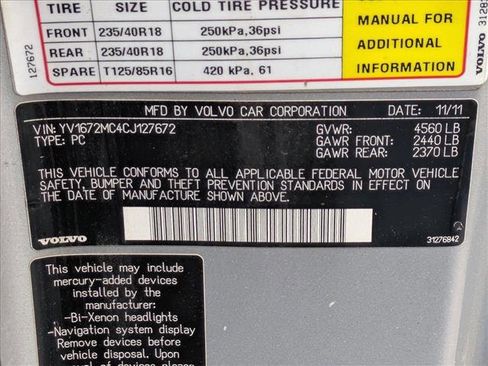 TIRE SIZE COLD TIRE PRESSURE
FRONT 235/40R18 250kPa,36psi
REAR 235/40R18 250kPa,36psi
SPARE T125/85R16 420 kPa, 61
127672
MANUAL FOR
ADDITIONAL
INFORMATION
VOLVO
MFD BY VOLVO CAR CORPORATION DATE: 11/11
VIN: YV1672MC4CJ127672 GVWR: 4560 LB
TYPE: PC GAWR FRONT: 2440 LB
GAWR REAR: 2370 LB
THIS VEHICLE CONFORMS TO ALL APPLICABLE FEDERAL MOTOR VEHICLE
SAFETY, BUMPER AND THEFT PREVENTION STANDARDS IN EFFECT ON
THE DATE OF MANUFACTURE SHOWN ABOVE.
VOLVO 31276842
This vehicle may include
mercury-added devices
installed by the
manufacturer:
-Bi-Xenon headlights
-Navigation system display
Remove devices before
vehicle disposal. Upon
removal of devices please